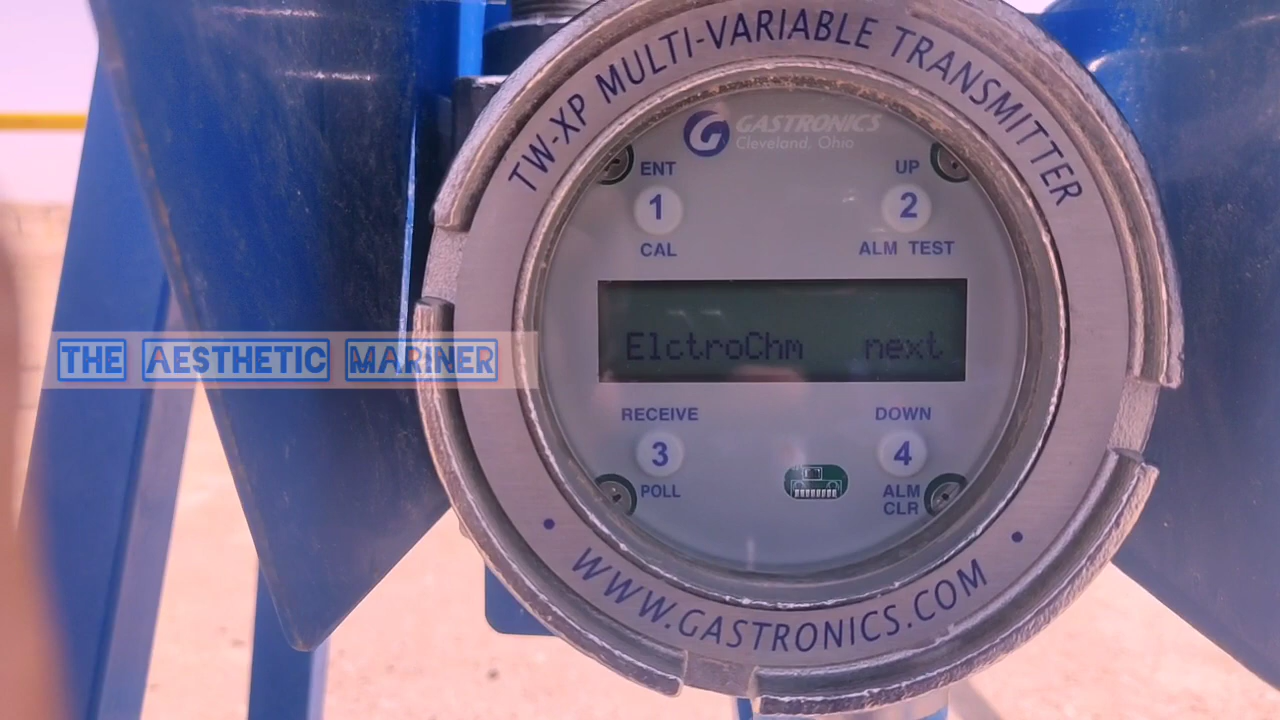 TW-XP MULTI-VARIABLE TRANSMITTER
GASTRONICS
Cleveland, Ohio
ENT
UP
1
2
CAL
ALM TEST
ElctroChm next
THE AESTHETIC MARINER
RECEIVE
DOWN
3
4
POLL
ALM
CLR
WWW.GASTRONICS.COM